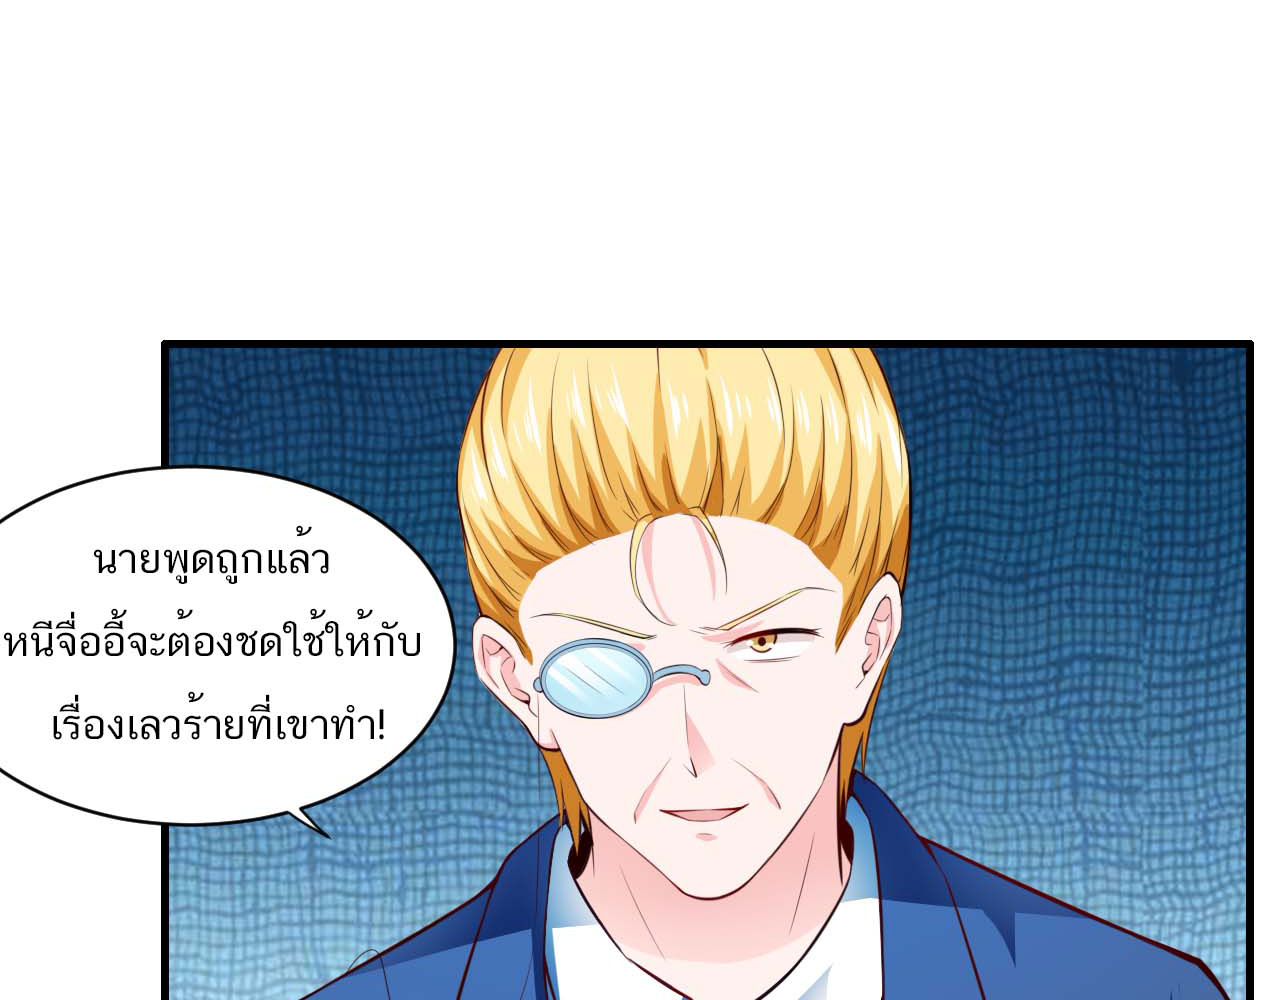 นายพูดถูกแล้ว
หนีจื่ออี้จะต้องชดใช้ให้กับ
เรื่องเลวร้ายที่เขาทำ!